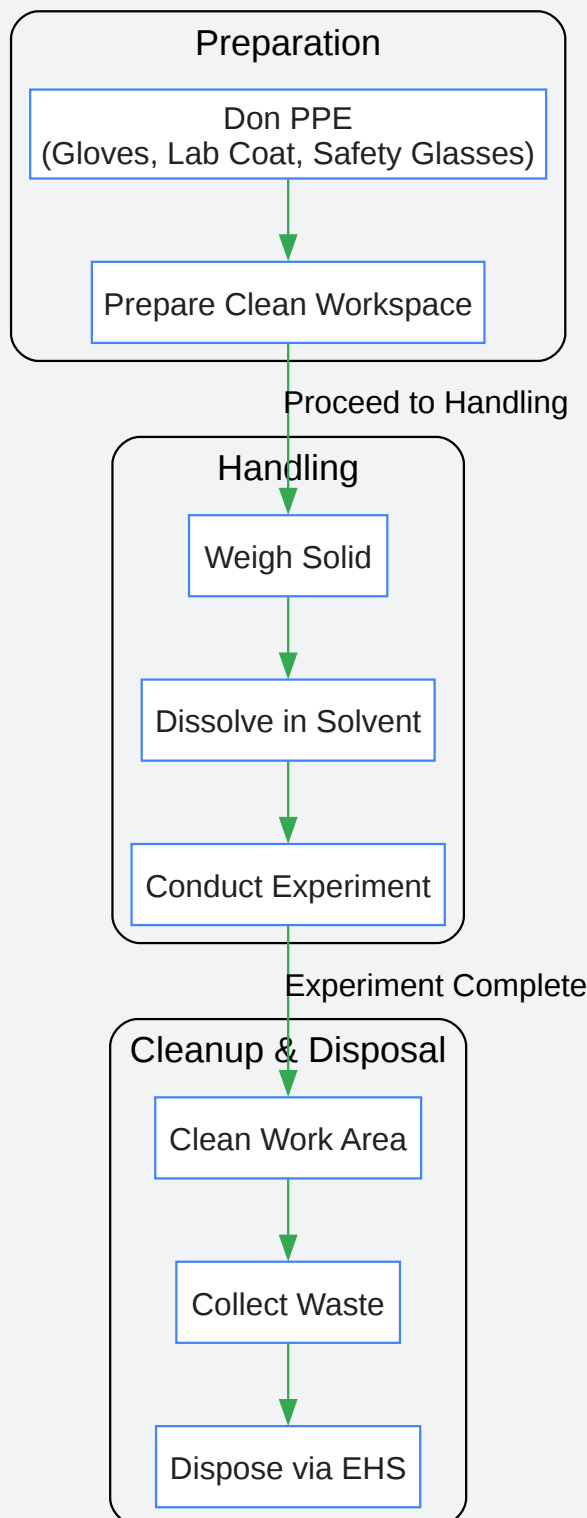 Preparation
Don PPE
(Gloves, Lab Coat, Safety Glasses)
Prepare Clean Workspace
Proceed to Handling
Handling
Weigh Solid
Dissolve in Solvent
Conduct Experiment
Experiment Complete
Cleanup & Disposal
Clean Work Area
Collect Waste
Dispose via EHS